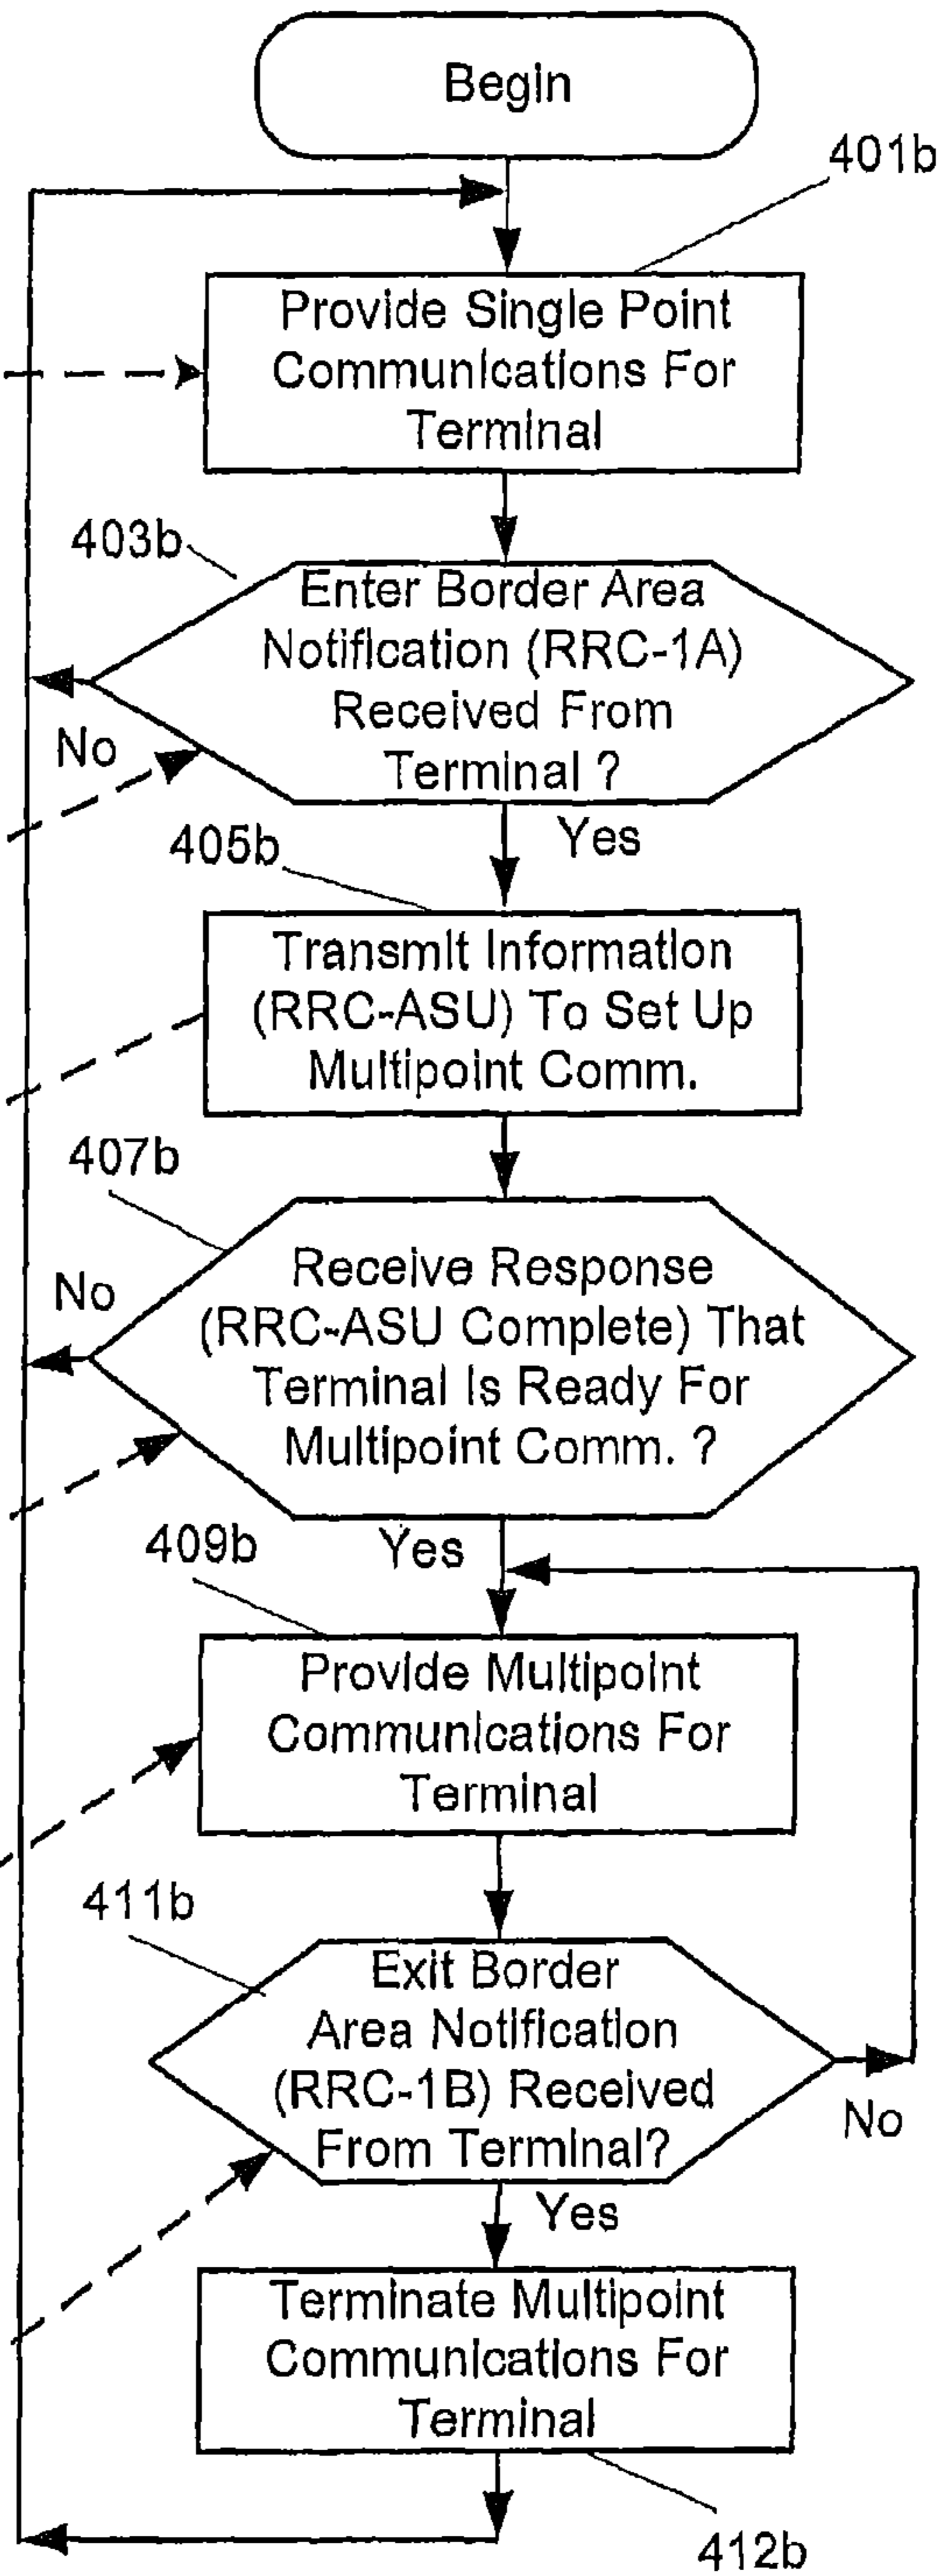 Begin
401b
Provide Single Point
Communications For
Terminal
403b
Enter Border Area
Notification (RRC-1A)
Received From
Terminal ?
No
Yes
405b
Transmit Information
(RRC-ASU) To Set Up
Multipoint Comm.
407b
No
Receive Response
(RRC-ASU Complete) That
Terminal Is Ready For
Multipoint Comm. ?
Yes
409b
Provide Multipoint
Communications For
Terminal
411b
Exit Border
Area Notification
(RRC-1B) Received
From Terminal?
No
Yes
Terminate Multipoint
Communications For
Terminal
412b